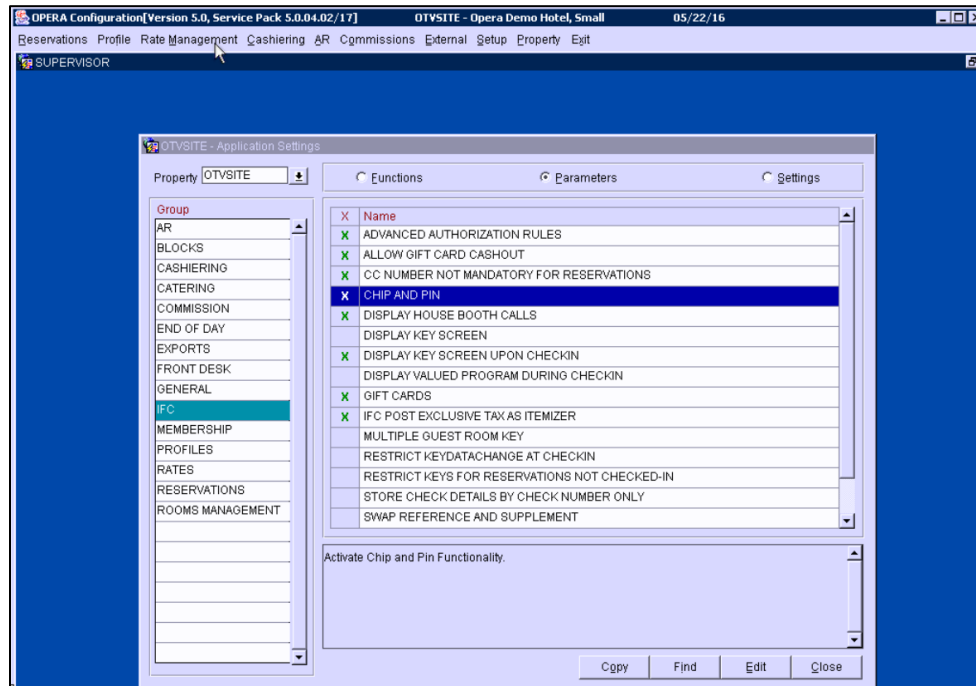 OPERA Configuration[Version 5.0, Service Pack 5.0.04.02/17] OTVSITE - Opera Demo Hotel, Small 05/22/16
Reservations Profile Rate Management Cashiering AR Commissions External Setup Property Exit
SUPERVISOR
OTVSITE - Application Settings
Property OTVSITE
Functions Parameters Settings
Group
AR
BLOCKS
CASHIERING
CATERING
COMMISSION
END OF DAY
EXPORTS
FRONT DESK
GENERAL
IFC
MEMBERSHIP
PROFILES
RATES
RESERVATIONS
ROOMS MANAGEMENT
X Name
X ADVANCED AUTHORIZATION RULES
X ALLOW GIFT CARD CASHOUT
X CC NUMBER NOT MANDATORY FOR RESERVATIONS
X CHIP AND PIN
X DISPLAY HOUSE BOOTH CALLS
DISPLAY KEY SCREEN
X DISPLAY KEY SCREEN UPON CHECKIN
DISPLAY VALUED PROGRAM DURING CHECKIN
X GIFT CARDS
X IFC POST EXCLUSIVE TAX AS ITEMIZER
MULTIPLE GUEST ROOM KEY
RESTRICT KEYDATACHANGE AT CHECKIN
RESTRICT KEYS FOR RESERVATIONS NOT CHECKED-IN
STORE CHECK DETAILS BY CHECK NUMBER ONLY
SWAP REFERENCE AND SUPPLEMENT
Activate Chip and Pin Functionality.
Copy Find Edit Close